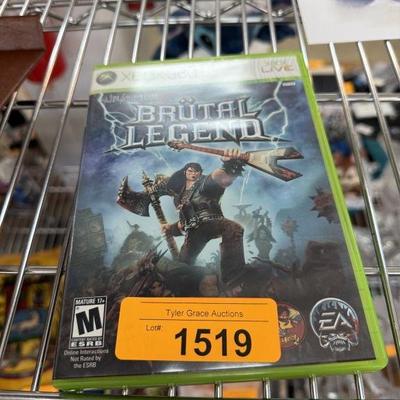 XBOX 360
LIVE
BRÜTAL
LEGEND
MATURE 17+
M
ESRB
Online Interactions
Not Rated by
the ESRB
Tyler Grace Auctions
Lot#:
1519
EA